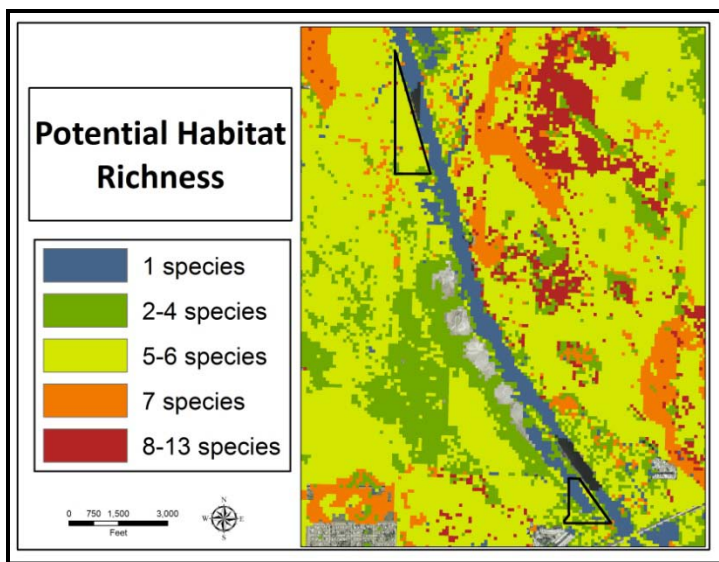 Potential Habitat
Richness
1 species
2-4 species
5-6 species
7 species
8-13 species
0 750 1,500 3,000
Feet
N
W E
S